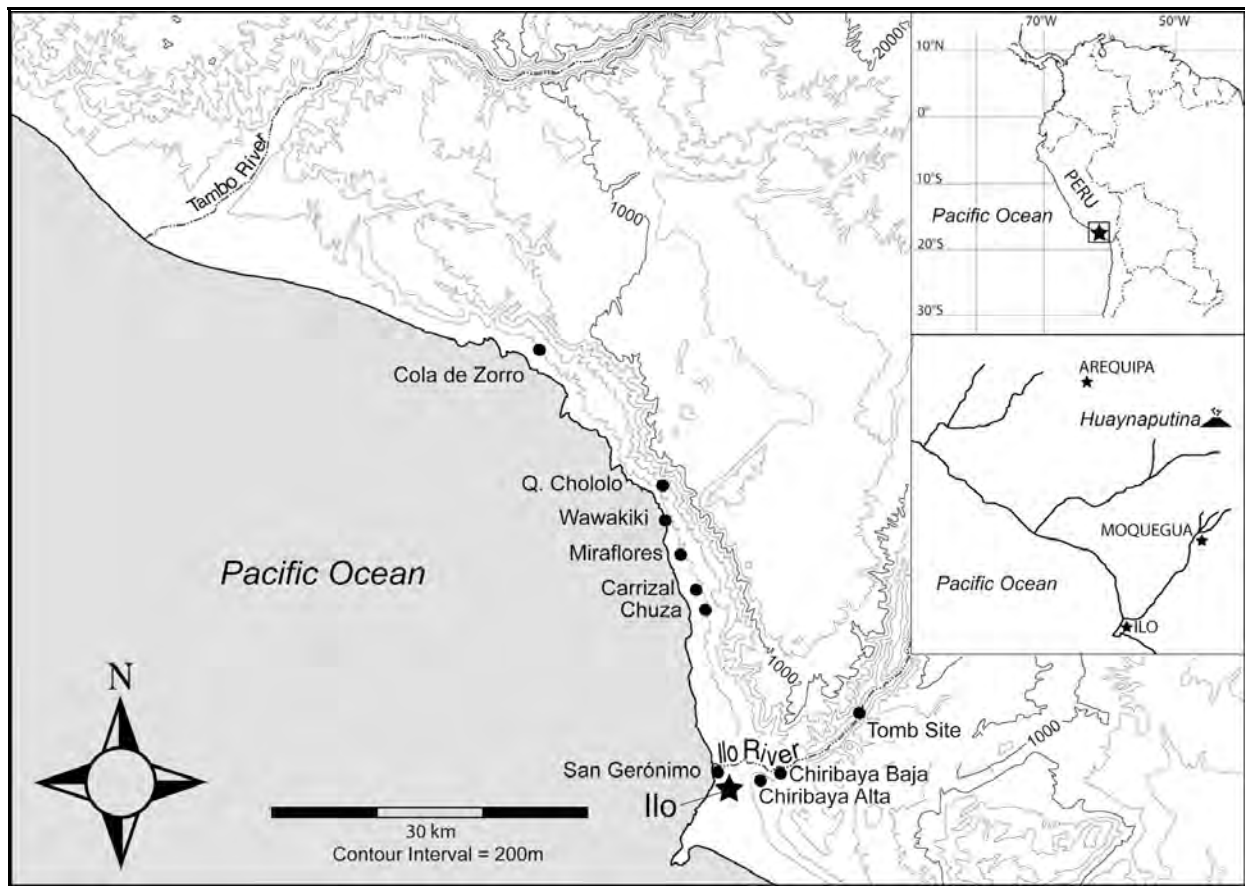 Tambo River
2000
1000
Cola de Zorro
Q. Chololo
Wawakiki
Miraflores
Carrizal
Chuza
Pacific Ocean
1000
Tomb Site
1000
Ilo River
San Gerónimo
Chiribaya Baja
Chiribaya Alta
Ilo
N
30 km
Contour Interval = 200m
70°W
50°W
10°N
0°
10°S
20°S
30°S
PERU
Pacific Ocean
AREQUIPA
Huaynaputina
MOQUEGUA
Pacific Ocean
ILO